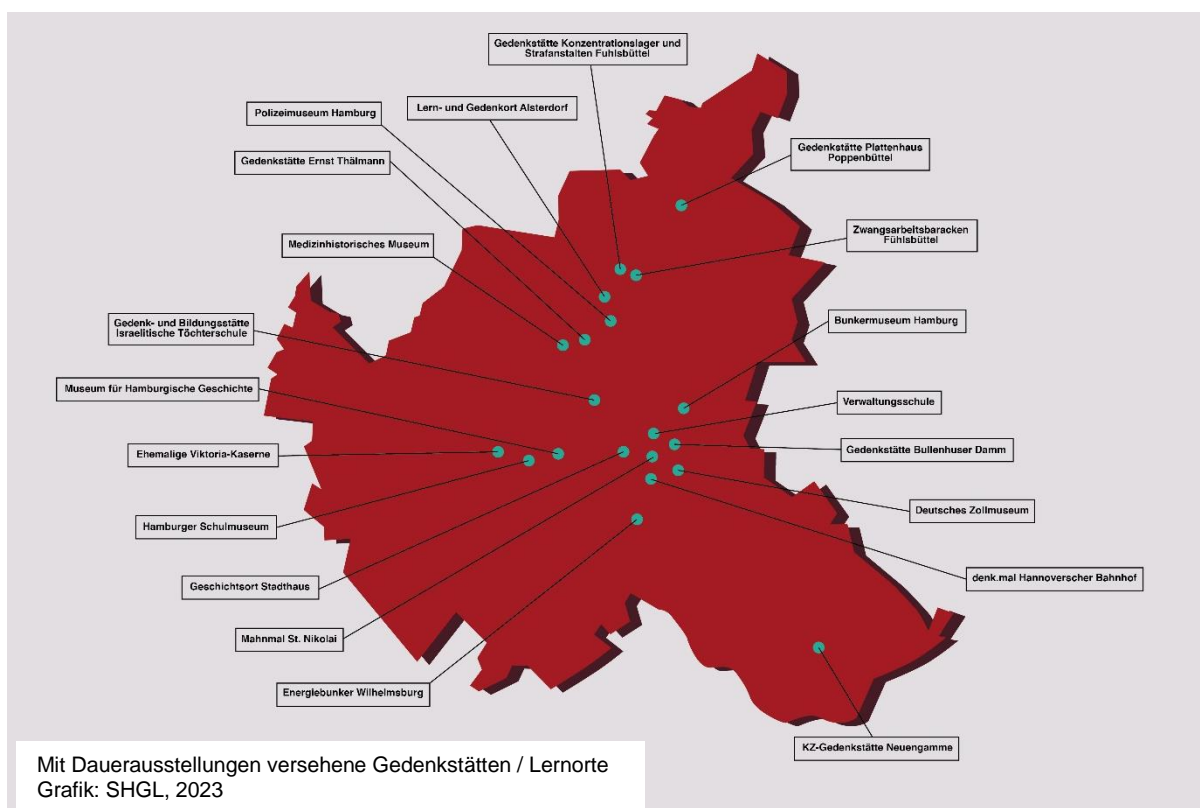 Gedenkstätte Konzentrationslager und
Strafanstalten Fuhlsbüttel
Lern- und Gedenkort Alsterdorf
Polizeimuseum Hamburg
Gedenkstätte Ernst Thälmann
Medizinhistorisches Museum
Gedenk- und Bildungsstätte
Israelitische Töchterschule
Museum für Hamburgische Geschichte
Ehemalige Viktoria-Kaserne
Hamburger Schulmuseum
Geschichtsort Stadthaus
Mahnmal St. Nikolai
Energiebunker Wilhelmsburg
Gedenkstätte Plattenhaus
Poppenbüttel
Zwangsarbeitsbaracken
Fühlsbüttel
Bunkermuseum Hamburg
Verwaltungsschule
Gedenkstätte Bullenhuser Damm
Deutsches Zollmuseum
denk.mal Hannoverscher Bahnhof
KZ-Gedenkstätte Neuengamme
Mit Dauerausstellungen versehene Gedenkstätten / Lernorte
Grafik: SHGL, 2023